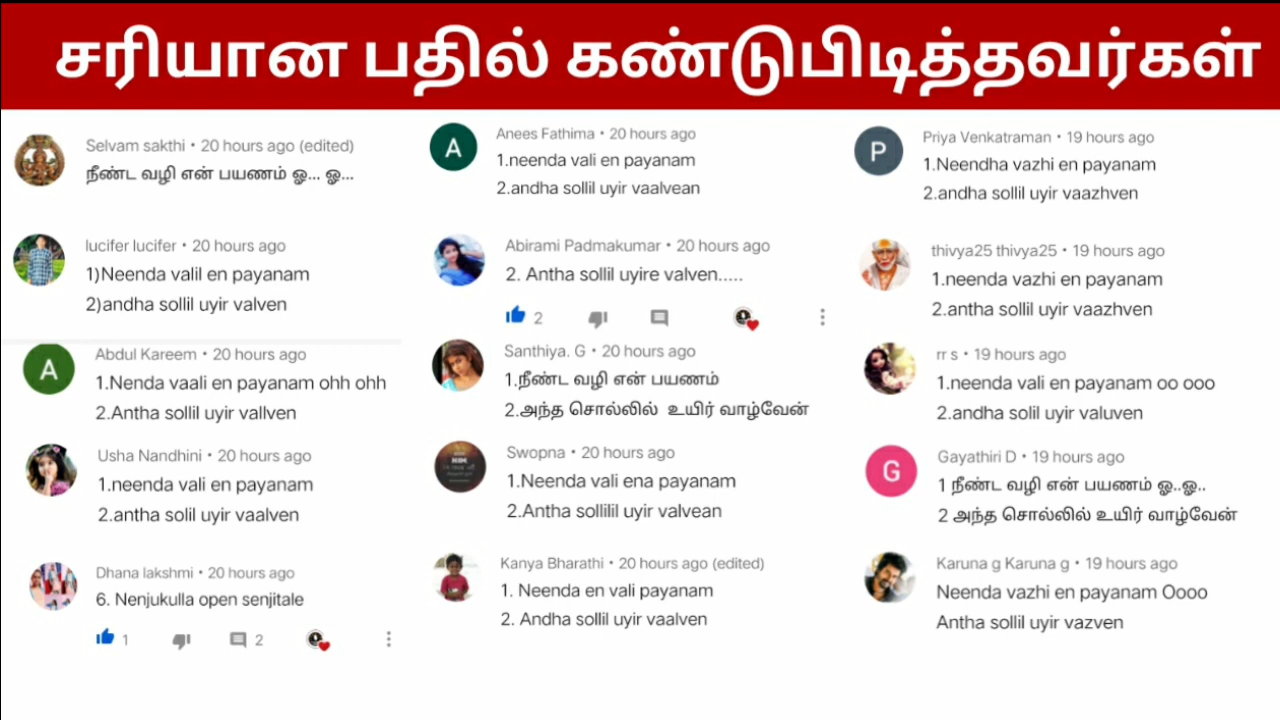 சரியான பதில் கண்டுபிடித்தவர்கள்
Selvam sakthi • 20 hours ago (edited)
நீண்ட வழி என் பயணம் ஓ... ஓ...
lucifer lucifer • 20 hours ago
1)Neenda valil en payanam
2)andha sollil uyir valven
Abdul Kareem • 20 hours ago
A
1.Nenda vaali en payanam ohh ohh
2.Antha sollil uyir vallven
Usha Nandhini • 20 hours ago
1.neenda vali en payanam
2.antha solil uyir vaalven
Dhana lakshmi • 20 hours ago
6. Nenjukulla open senjitale
1 2
Anees Fathima • 20 hours ago
A
1.neenda vali en payanam
2.andha sollil uyir vaalvean
Abirami Padmakumar • 20 hours ago
2. Antha sollil uyire valven.....
2
Santhiya. G • 20 hours ago
1.நீண்ட வழி என் பயணம்
2.அந்த சொல்லில் உயிர் வாழ்வேன்
Swopna • 20 hours ago
1.Neenda vali ena payanam
2.Antha sollilil uyir valvean
Kanya Bharathi • 20 hours ago (edited)
1. Neenda en vali payanam
2. Andha sollil uyir vaalven
Priya Venkatraman • 19 hours ago
P
1.Neendha vazhi en payanam
2.andha sollil uyir vaazhven
thivya25 thivya25 • 19 hours ago
1.neenda vazhi en payanam
2.antha sollil uyir vaazhven
rr s • 19 hours ago
1.neenda vali en payanam oo ooo
2.andha solil uyir valuven
Gayathiri D • 19 hours ago
G
1 நீண்ட வழி என் பயணம் ஓ..ஓ..
2 அந்த சொல்லில் உயிர் வாழ்வேன்
Karuna g Karuna g • 19 hours ago
Neenda vazhi en payanam Oooo
Antha sollil uyir vazven